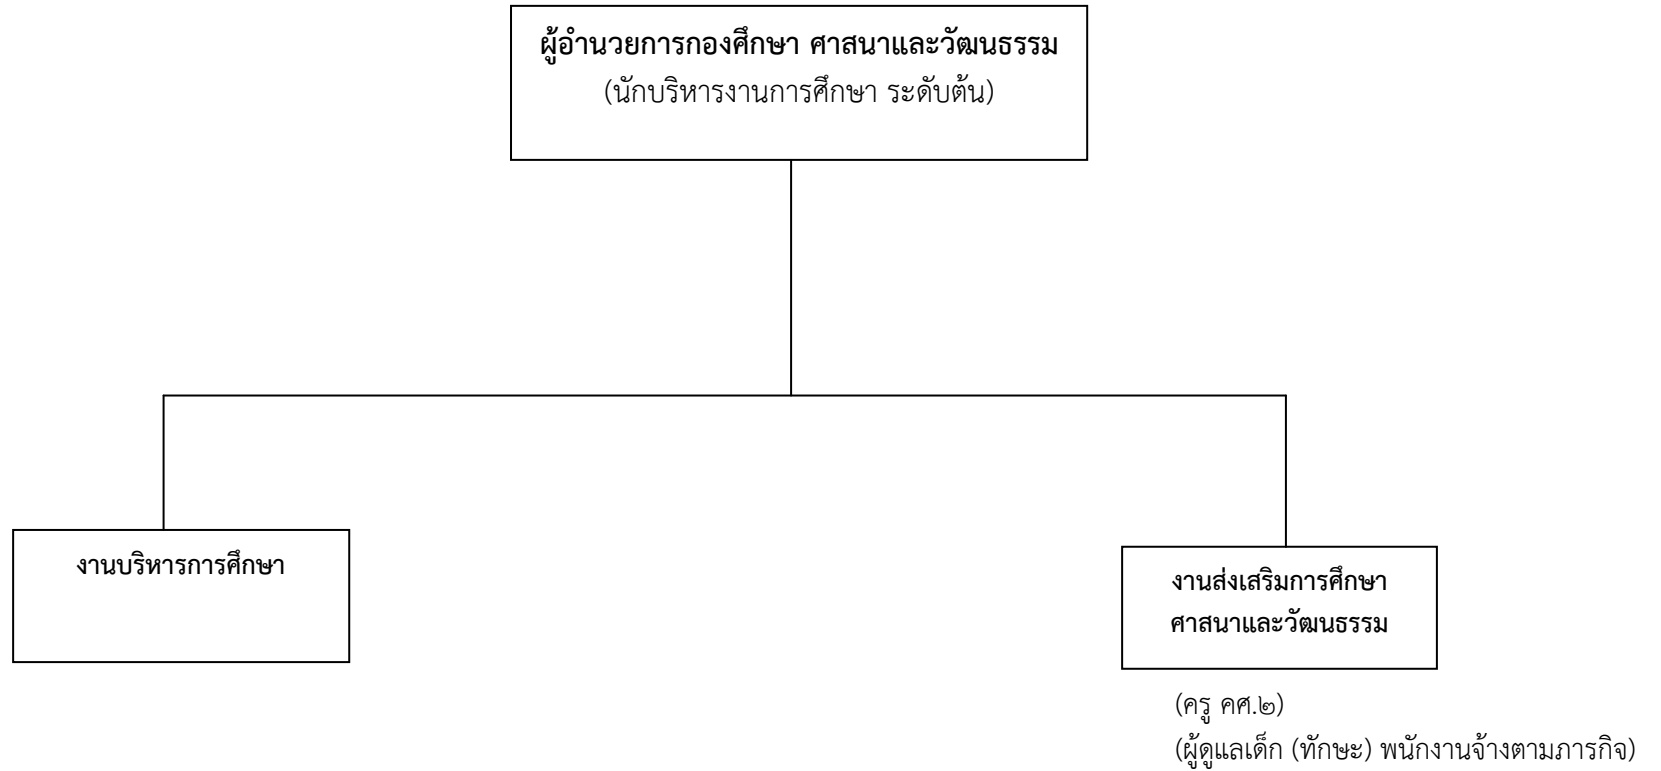 ผู้อำนวยการกองศึกษา ศาสนาและวัฒนธรรม
(นักบริหารงานการศึกษา ระดับต้น)
งานบริหารการศึกษา
งานส่งเสริมการศึกษา
ศาสนาและวัฒนธรรม
(ครู คศ.๒)
(ผู้ดูแลเด็ก (ทักษะ) พนักงานจ้างตามภารกิจ)